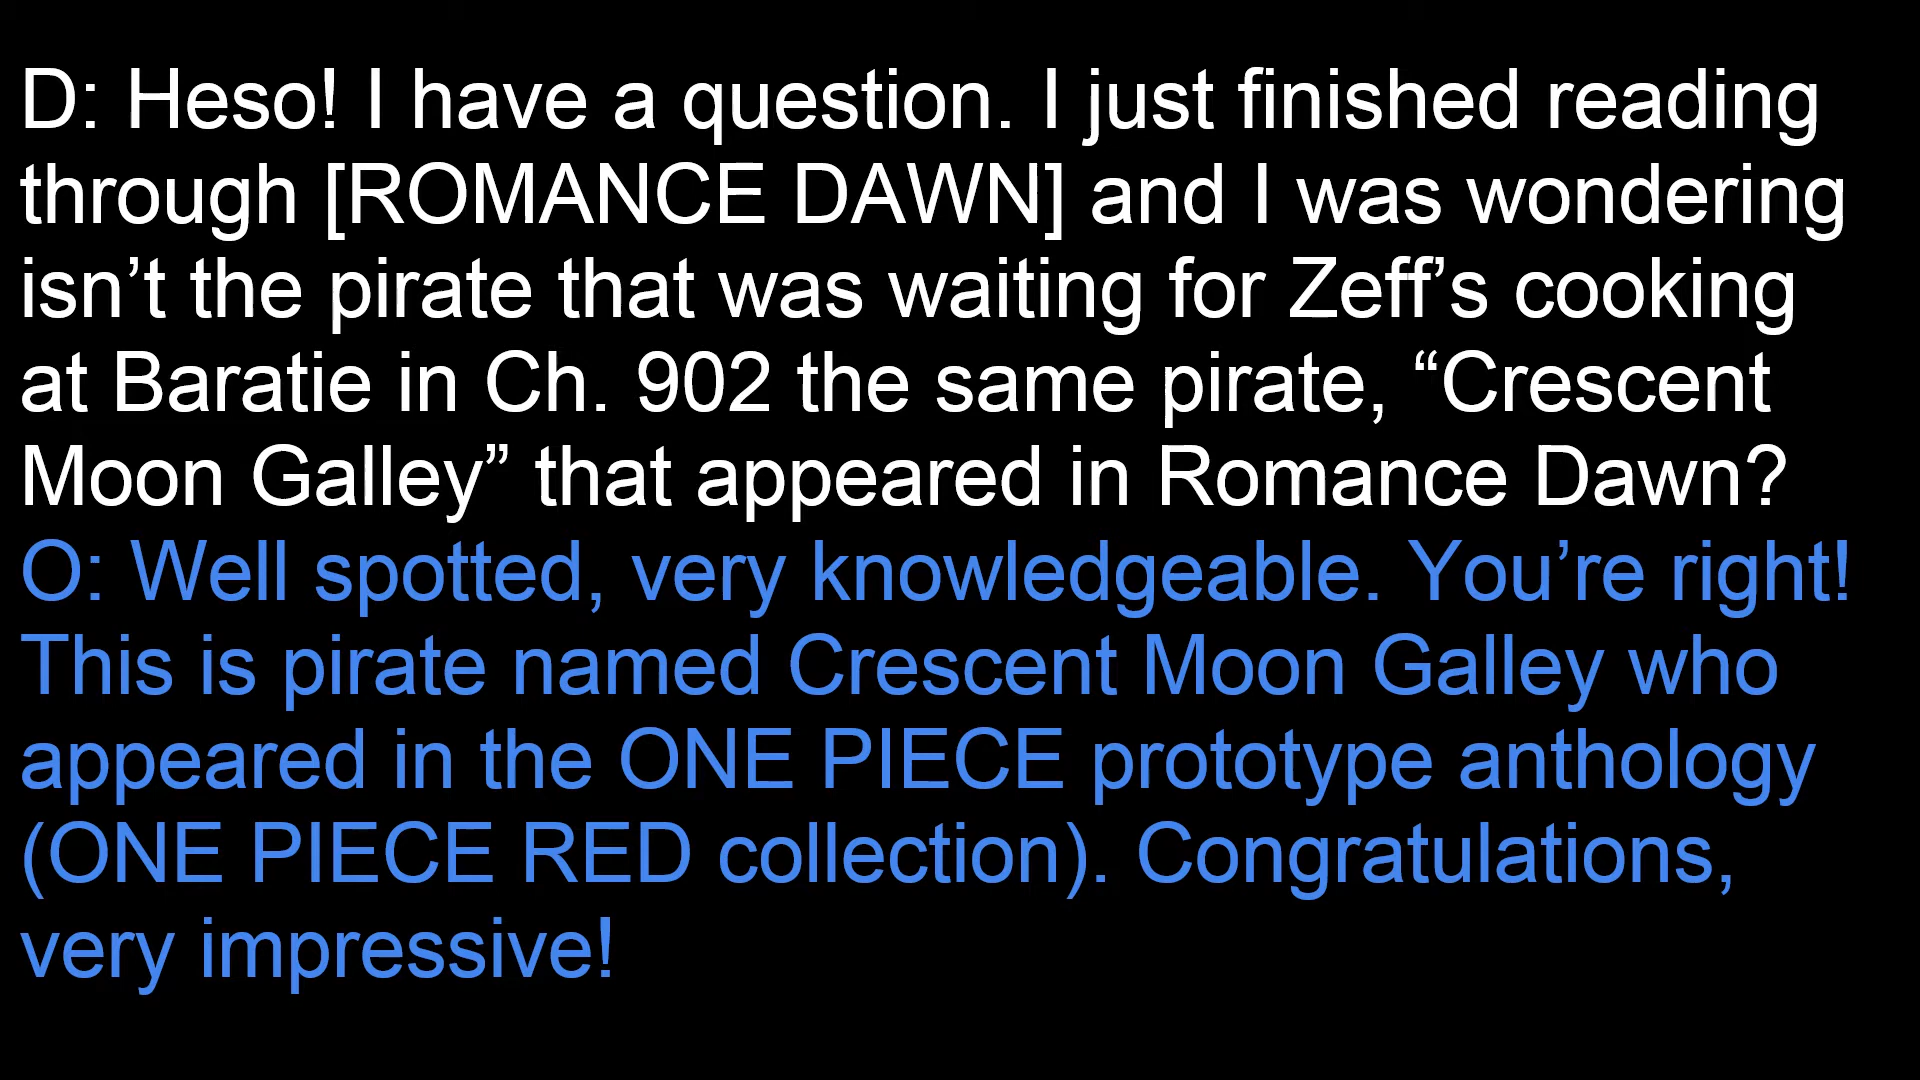 D: Heso! I have a question. I just finished reading
through [ROMANCE DAWN] and I was wondering
isn’t the pirate that was waiting for Zeff’s cooking
at Baratie in Ch. 902 the same pirate, “Crescent
Moon Galley” that appeared in Romance Dawn?
O: Well spotted, very knowledgeable. You’re right!
This is pirate named Crescent Moon Galley who
appeared in the ONE PIECE prototype anthology
(ONE PIECE RED collection). Congratulations,
very impressive!